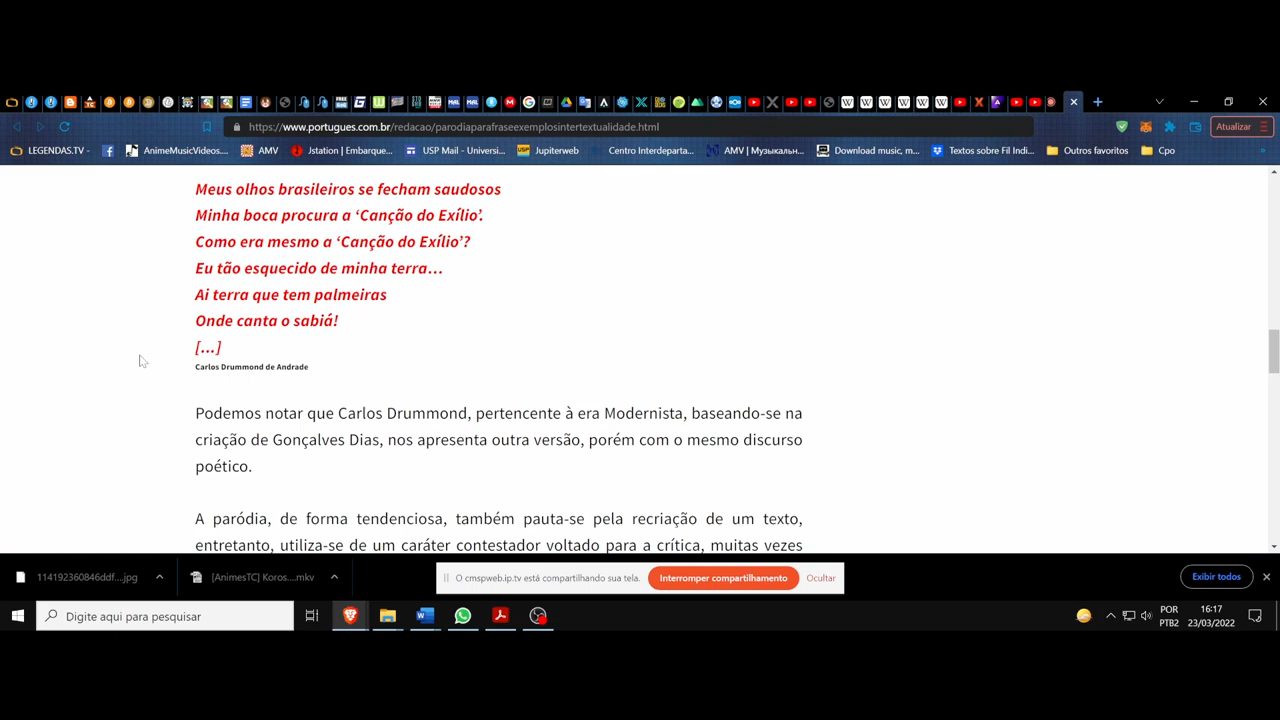 https://www.portugues.com.br/redacao/parodiaparafraseexemplosintertextualidade.html
Atualizar
LEGENDAS.TV
AnimeMusicVideos...
AMV
Jstation | Embarque...
USP Mail - Universi...
Jupiterweb
Centro Interdeparta...
AMV | Музыкальн...
Download music, m...
Textos sobre Fil Indi...
Outros favoritos
Cpo
Meus olhos brasileiros se fecham saudosos
Minha boca procura a ‘Canção do Exílio’.
Como era mesmo a ‘Canção do Exílio’?
Eu tão esquecido de minha terra…
Ai terra que tem palmeiras
Onde canta o sabiá!
[...]
Carlos Drummond de Andrade
Podemos notar que Carlos Drummond, pertencente à era Modernista, baseando-se na
criação de Gonçalves Dias, nos apresenta outra versão, porém com o mesmo discurso
poético.
A paródia, de forma tendenciosa, também pauta-se pela recriação de um texto,
entretanto, utiliza-se de um caráter contestador voltado para a crítica, muitas vezes
114192360846ddf....jpg
[AnimesTC] Koros....mkv
O cmspweb.ip.tv está compartilhando sua tela.
Interromper compartilhamento
Ocultar
Exibir todos
Digite aqui para pesquisar
POR
PTB2
16:17
23/03/2022